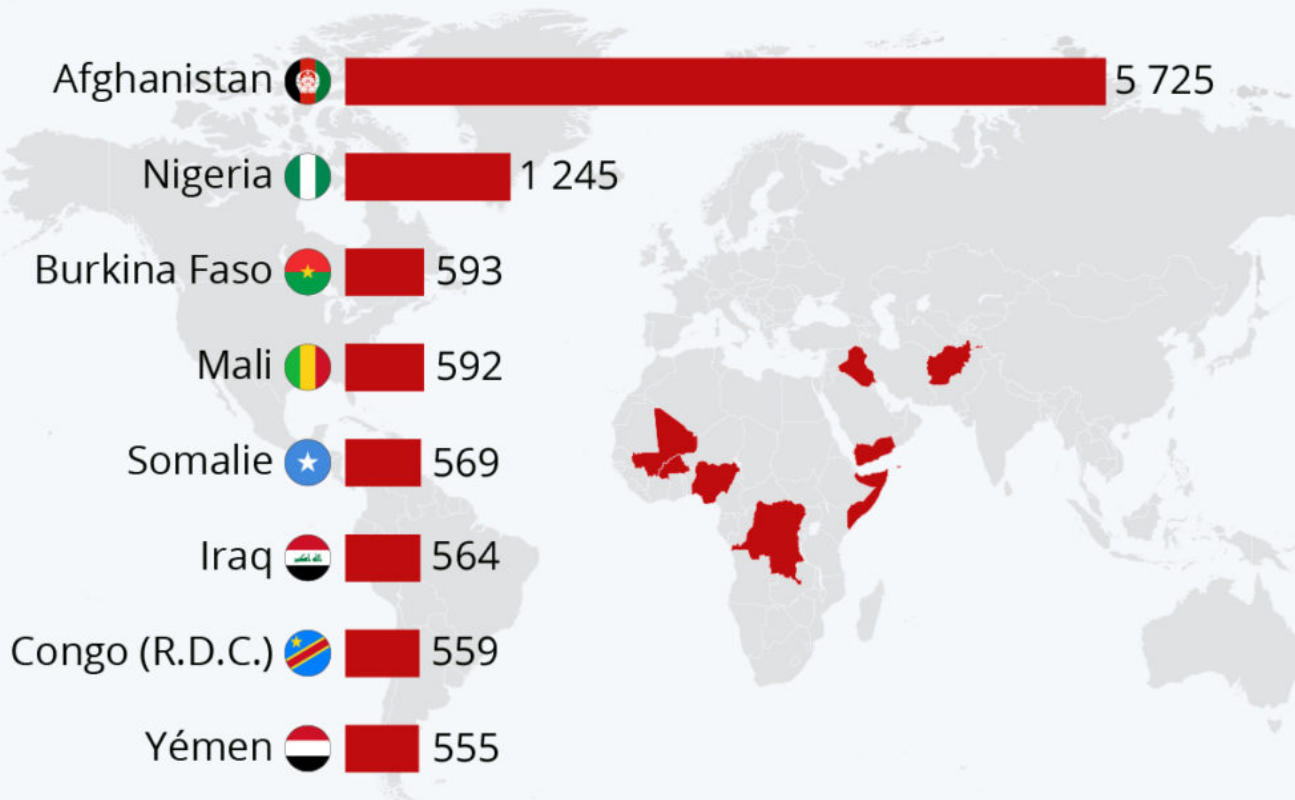 Afghanistan 5 725
Nigeria 1 245
Burkina Faso 593
Mali 592
Somalie 569
Iraq 564
Congo (R.D.C.) 559
Yémen 555